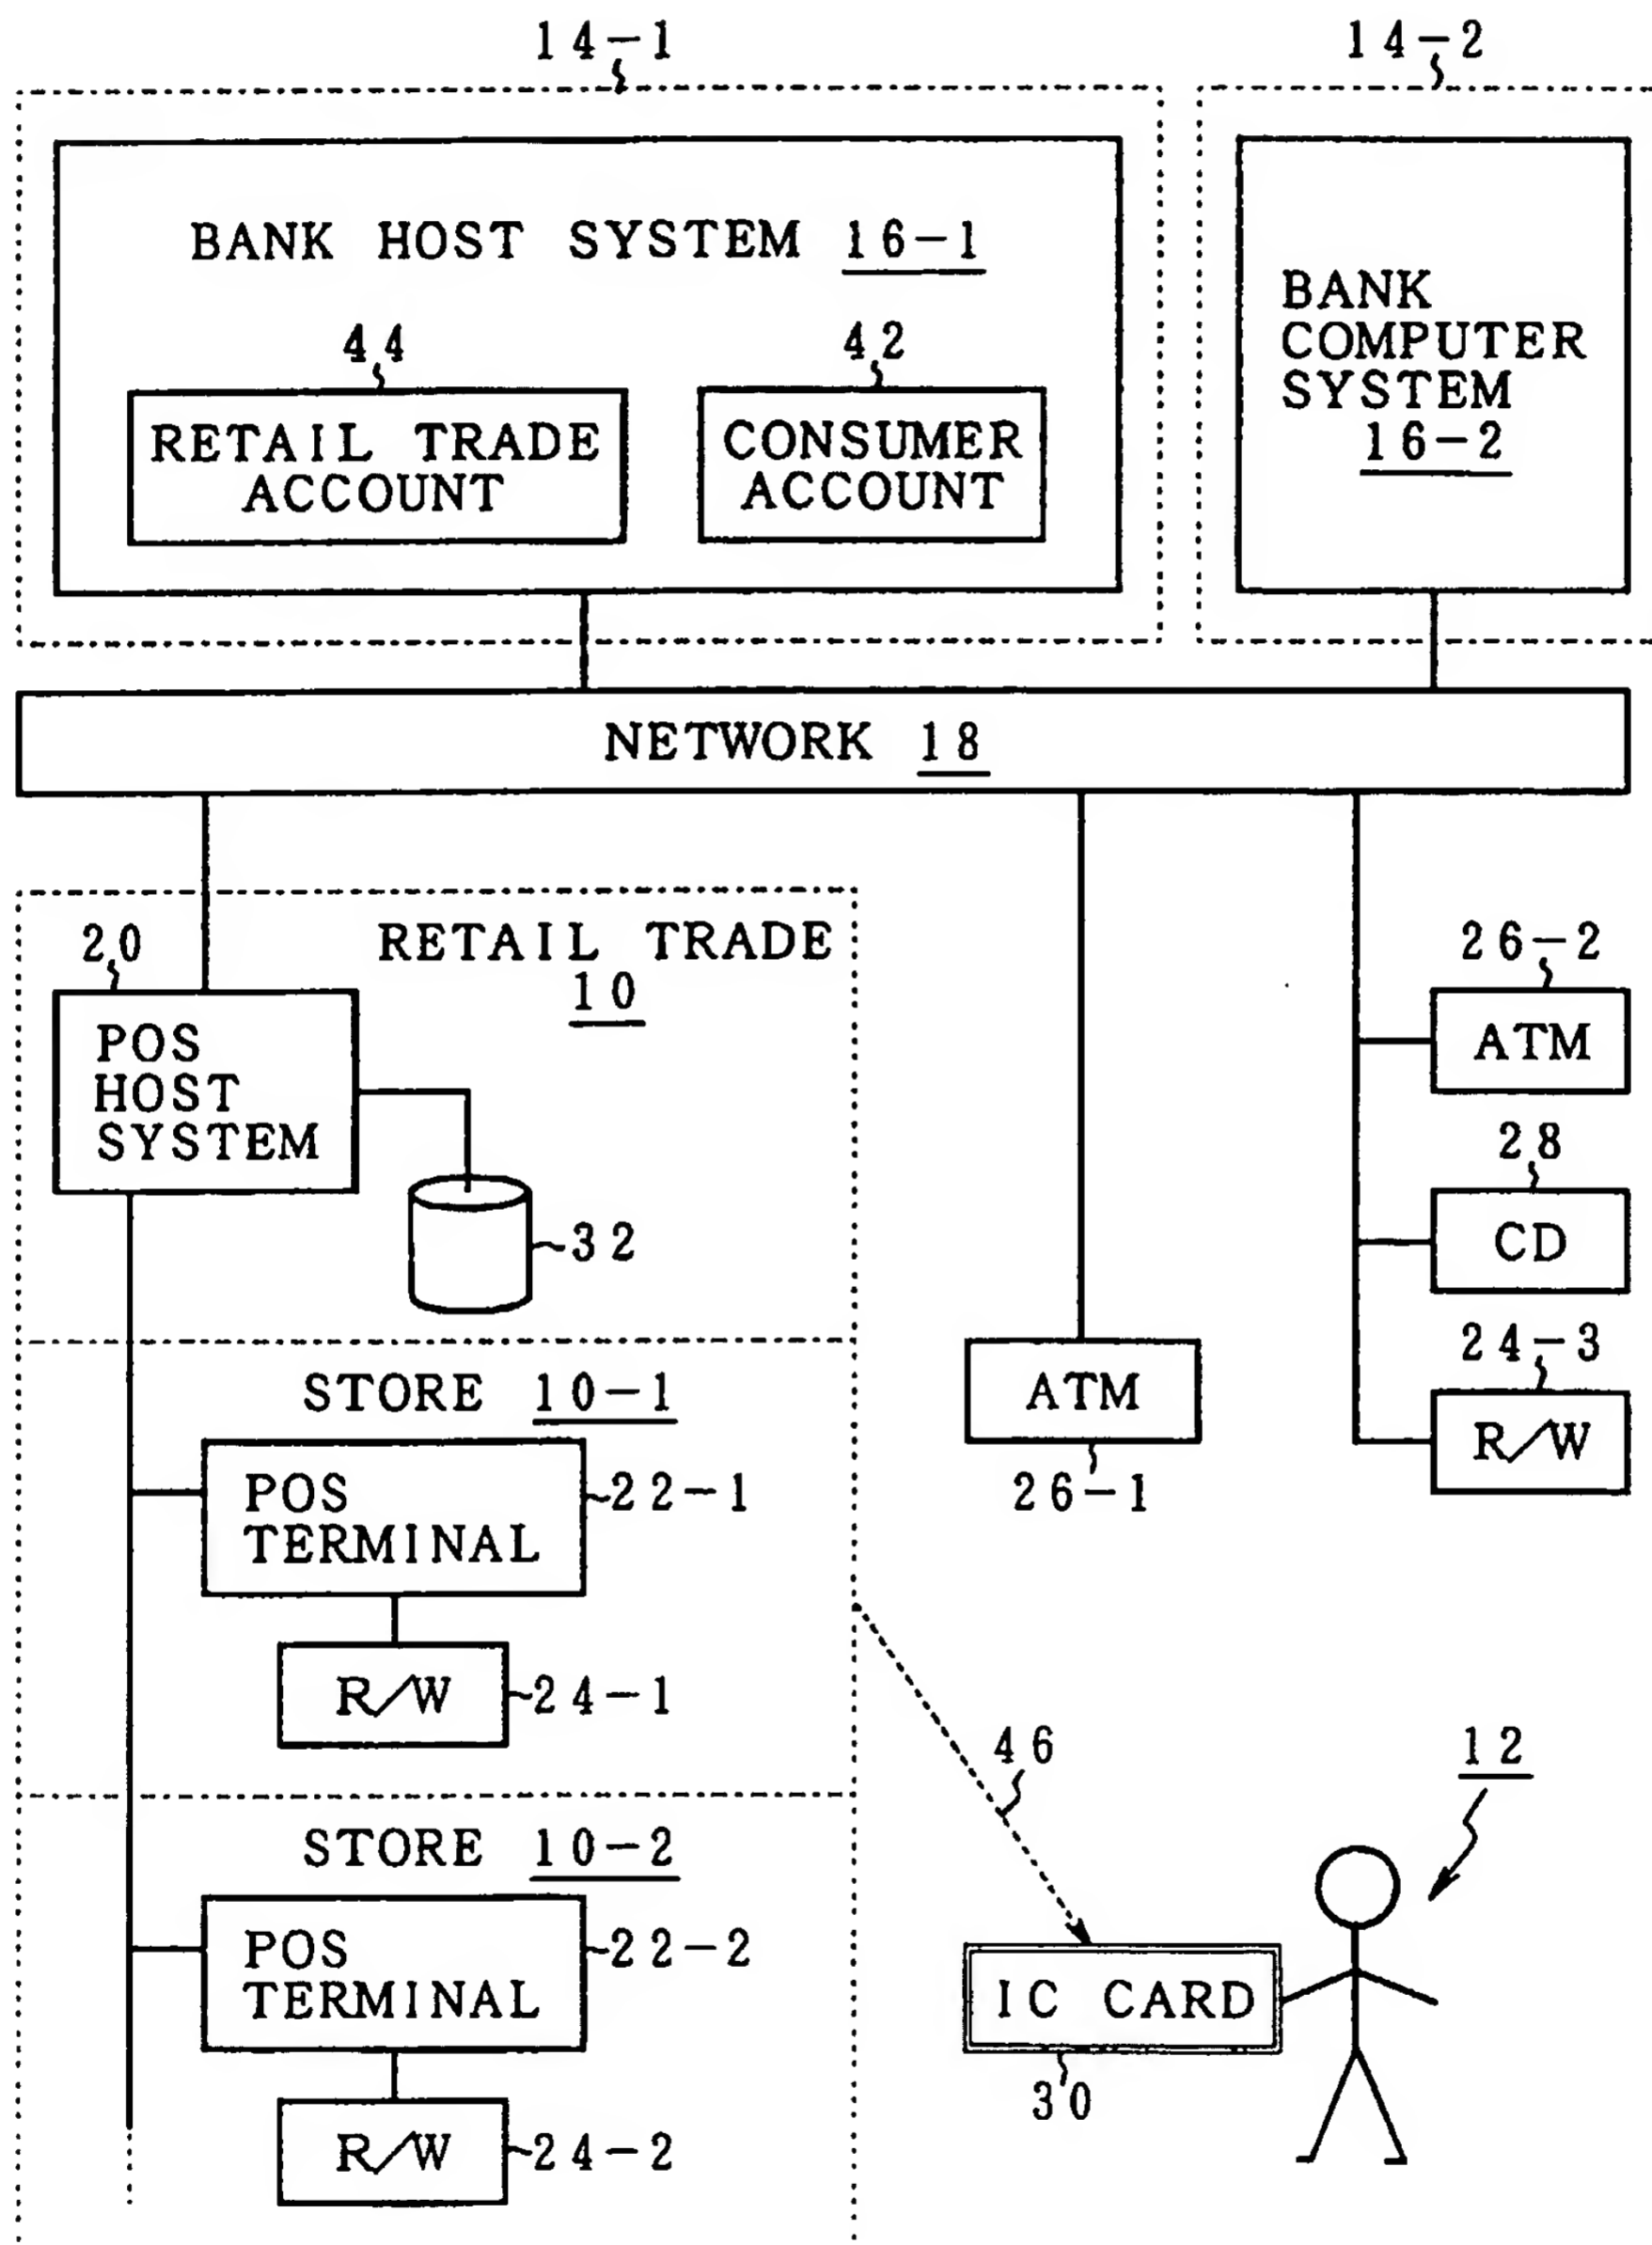 14-1
14-2
BANK HOST SYSTEM 16-1
44
42
RETAIL TRADE
ACCOUNT
CONSUMER
ACCOUNT
BANK
COMPUTER
SYSTEM
16-2
NETWORK 18
20
RETAIL TRADE
10
POS
HOST
SYSTEM
32
26-2
ATM
28
CD
24-3
R/W
ATM
26-1
STORE 10-1
POS
TERMINAL
22-1
R/W
24-1
46
12
STORE 10-2
POS
TERMINAL
22-2
R/W
24-2
IC CARD
30